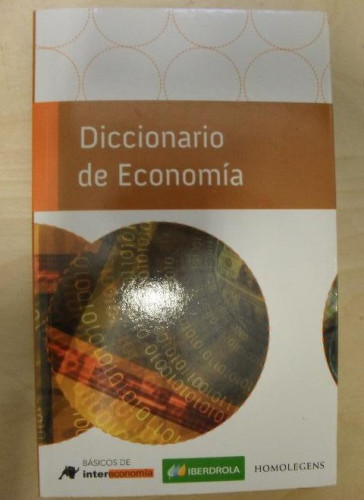 Diccionario
de Economía
BÁSICOS DE
intereconomía
IBERDROLA
HOMOLEGENS